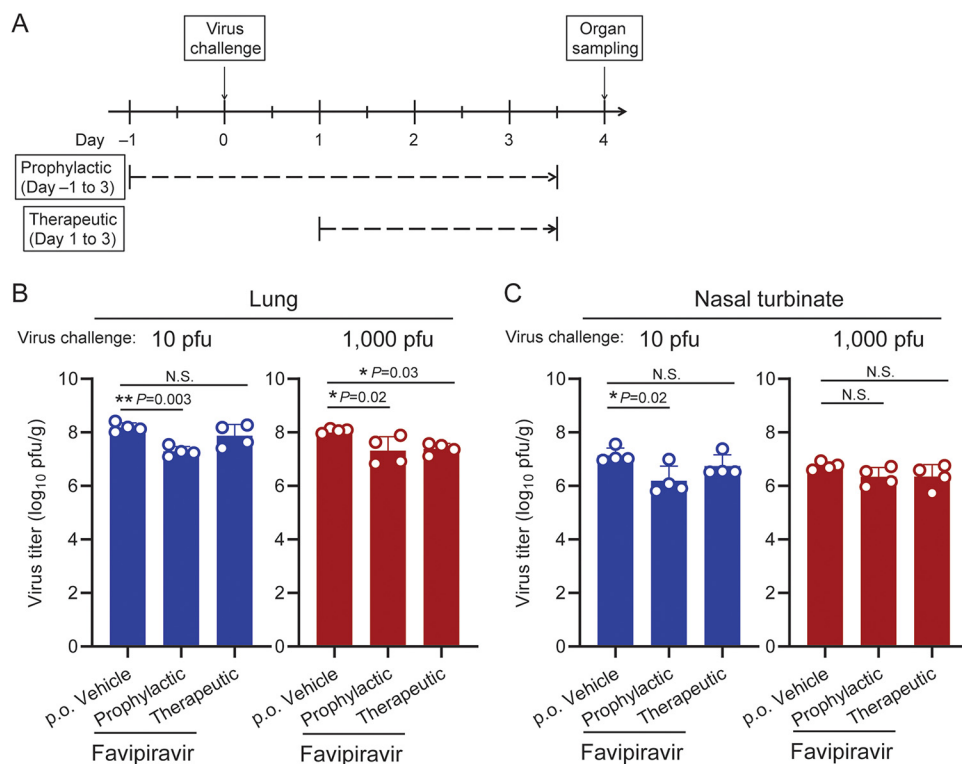 A
Virus
challenge
Organ
sampling
Day –1 0 1 2 3 4
Prophylactic
(Day –1 to 3)
Therapeutic
(Day 1 to 3)
B
Lung
Virus challenge: 10 pfu 1,000 pfu
Virus titer (log10 pfu/g)
10
8
6
4
2
0
N.S.
** P=0.003
p.o. Vehicle
Prophylactic
Therapeutic
Favipiravir
10
8
6
4
2
0
* P=0.03
* P=0.02
p.o. Vehicle
Prophylactic
Therapeutic
Favipiravir
C
Nasal turbinate
Virus challenge: 10 pfu 1,000 pfu
Virus titer (log10 pfu/g)
10
8
6
4
2
0
N.S.
* P=0.02
p.o. Vehicle
Prophylactic
Therapeutic
Favipiravir
10
8
6
4
2
0
N.S.
N.S.
p.o. Vehicle
Prophylactic
Therapeutic
Favipiravir